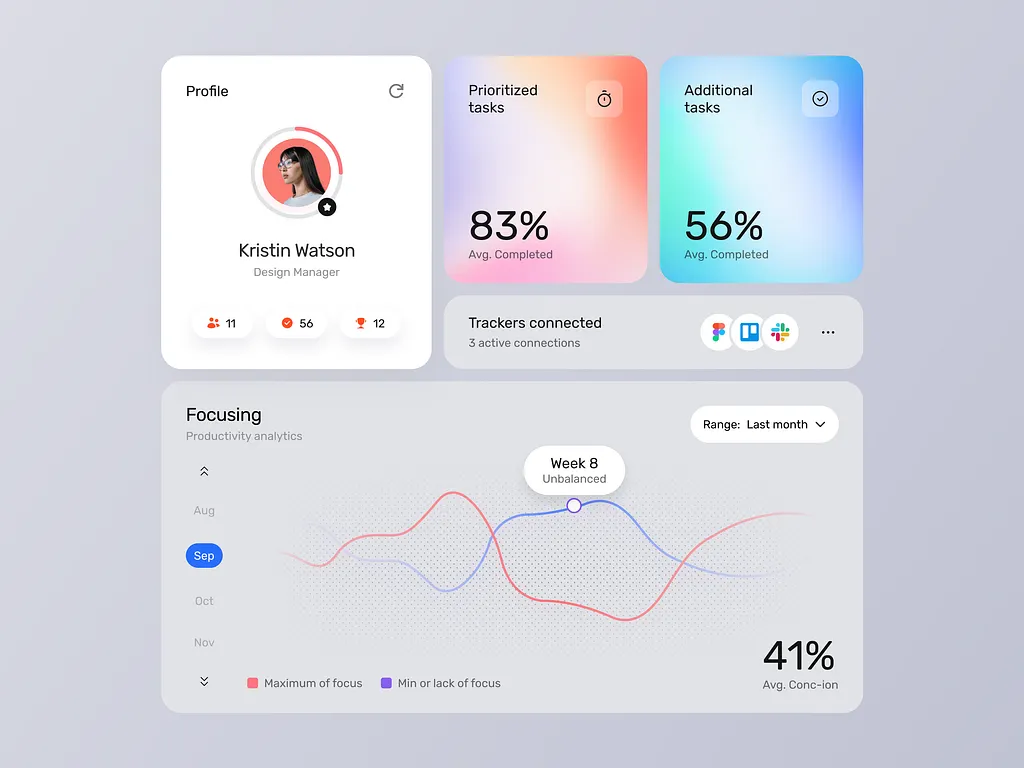 Profile
Kristin Watson
Design Manager
11
56
12
Prioritized
tasks
83%
Avg. Completed
Additional
tasks
56%
Avg. Completed
Trackers connected
3 active connections
Focusing
Productivity analytics
Range: Last month
Week 8
Unbalanced
Aug
Sep
Oct
Nov
Maximum of focus
Min or lack of focus
41%
Avg. Conc-ion